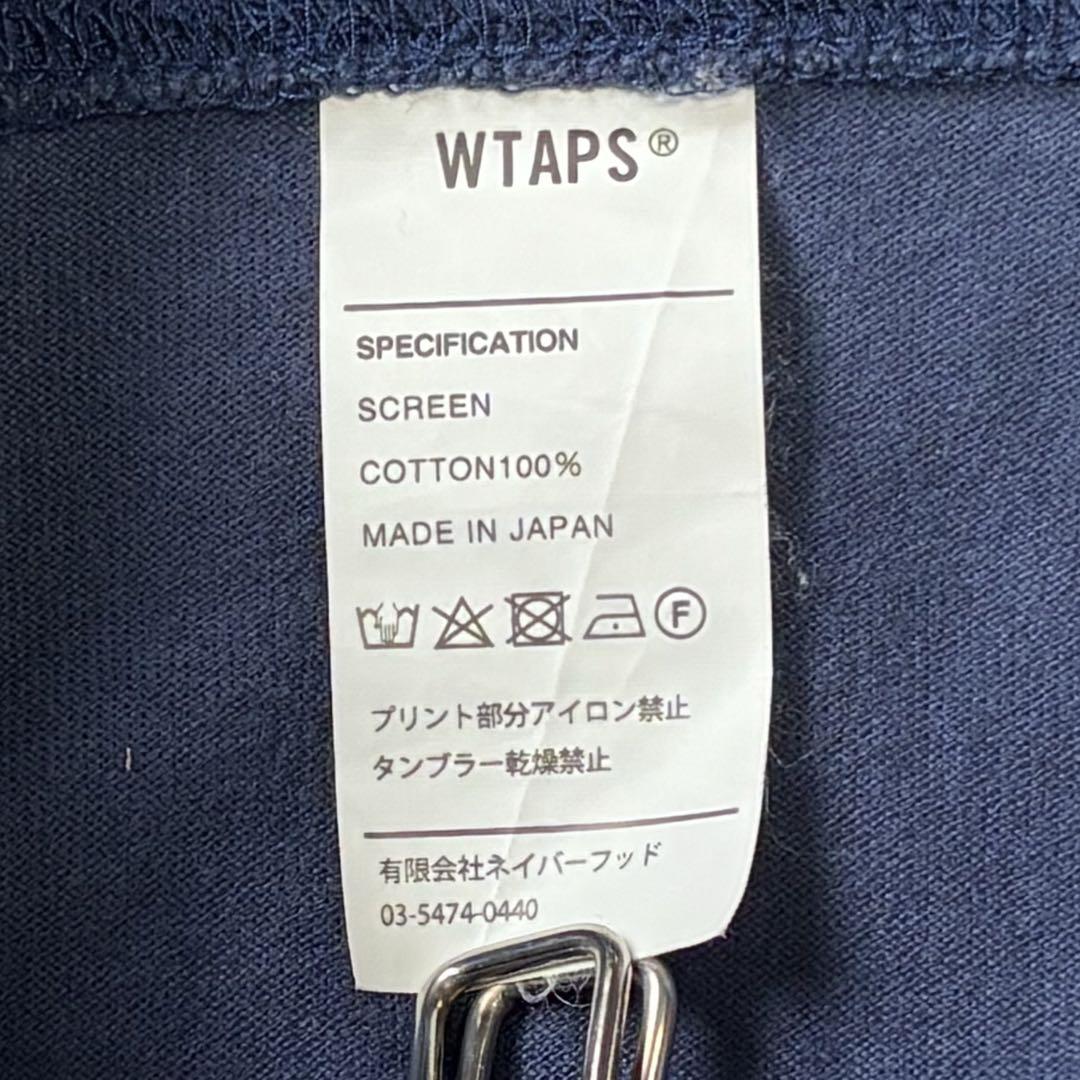 WTAPS®
SPECIFICATION
SCREEN
COTTON100%
MADE IN JAPAN
F
プリント部分アイロン禁止
タンブラー乾燥禁止
有限会社ネイバーフッド
03-5474-0440